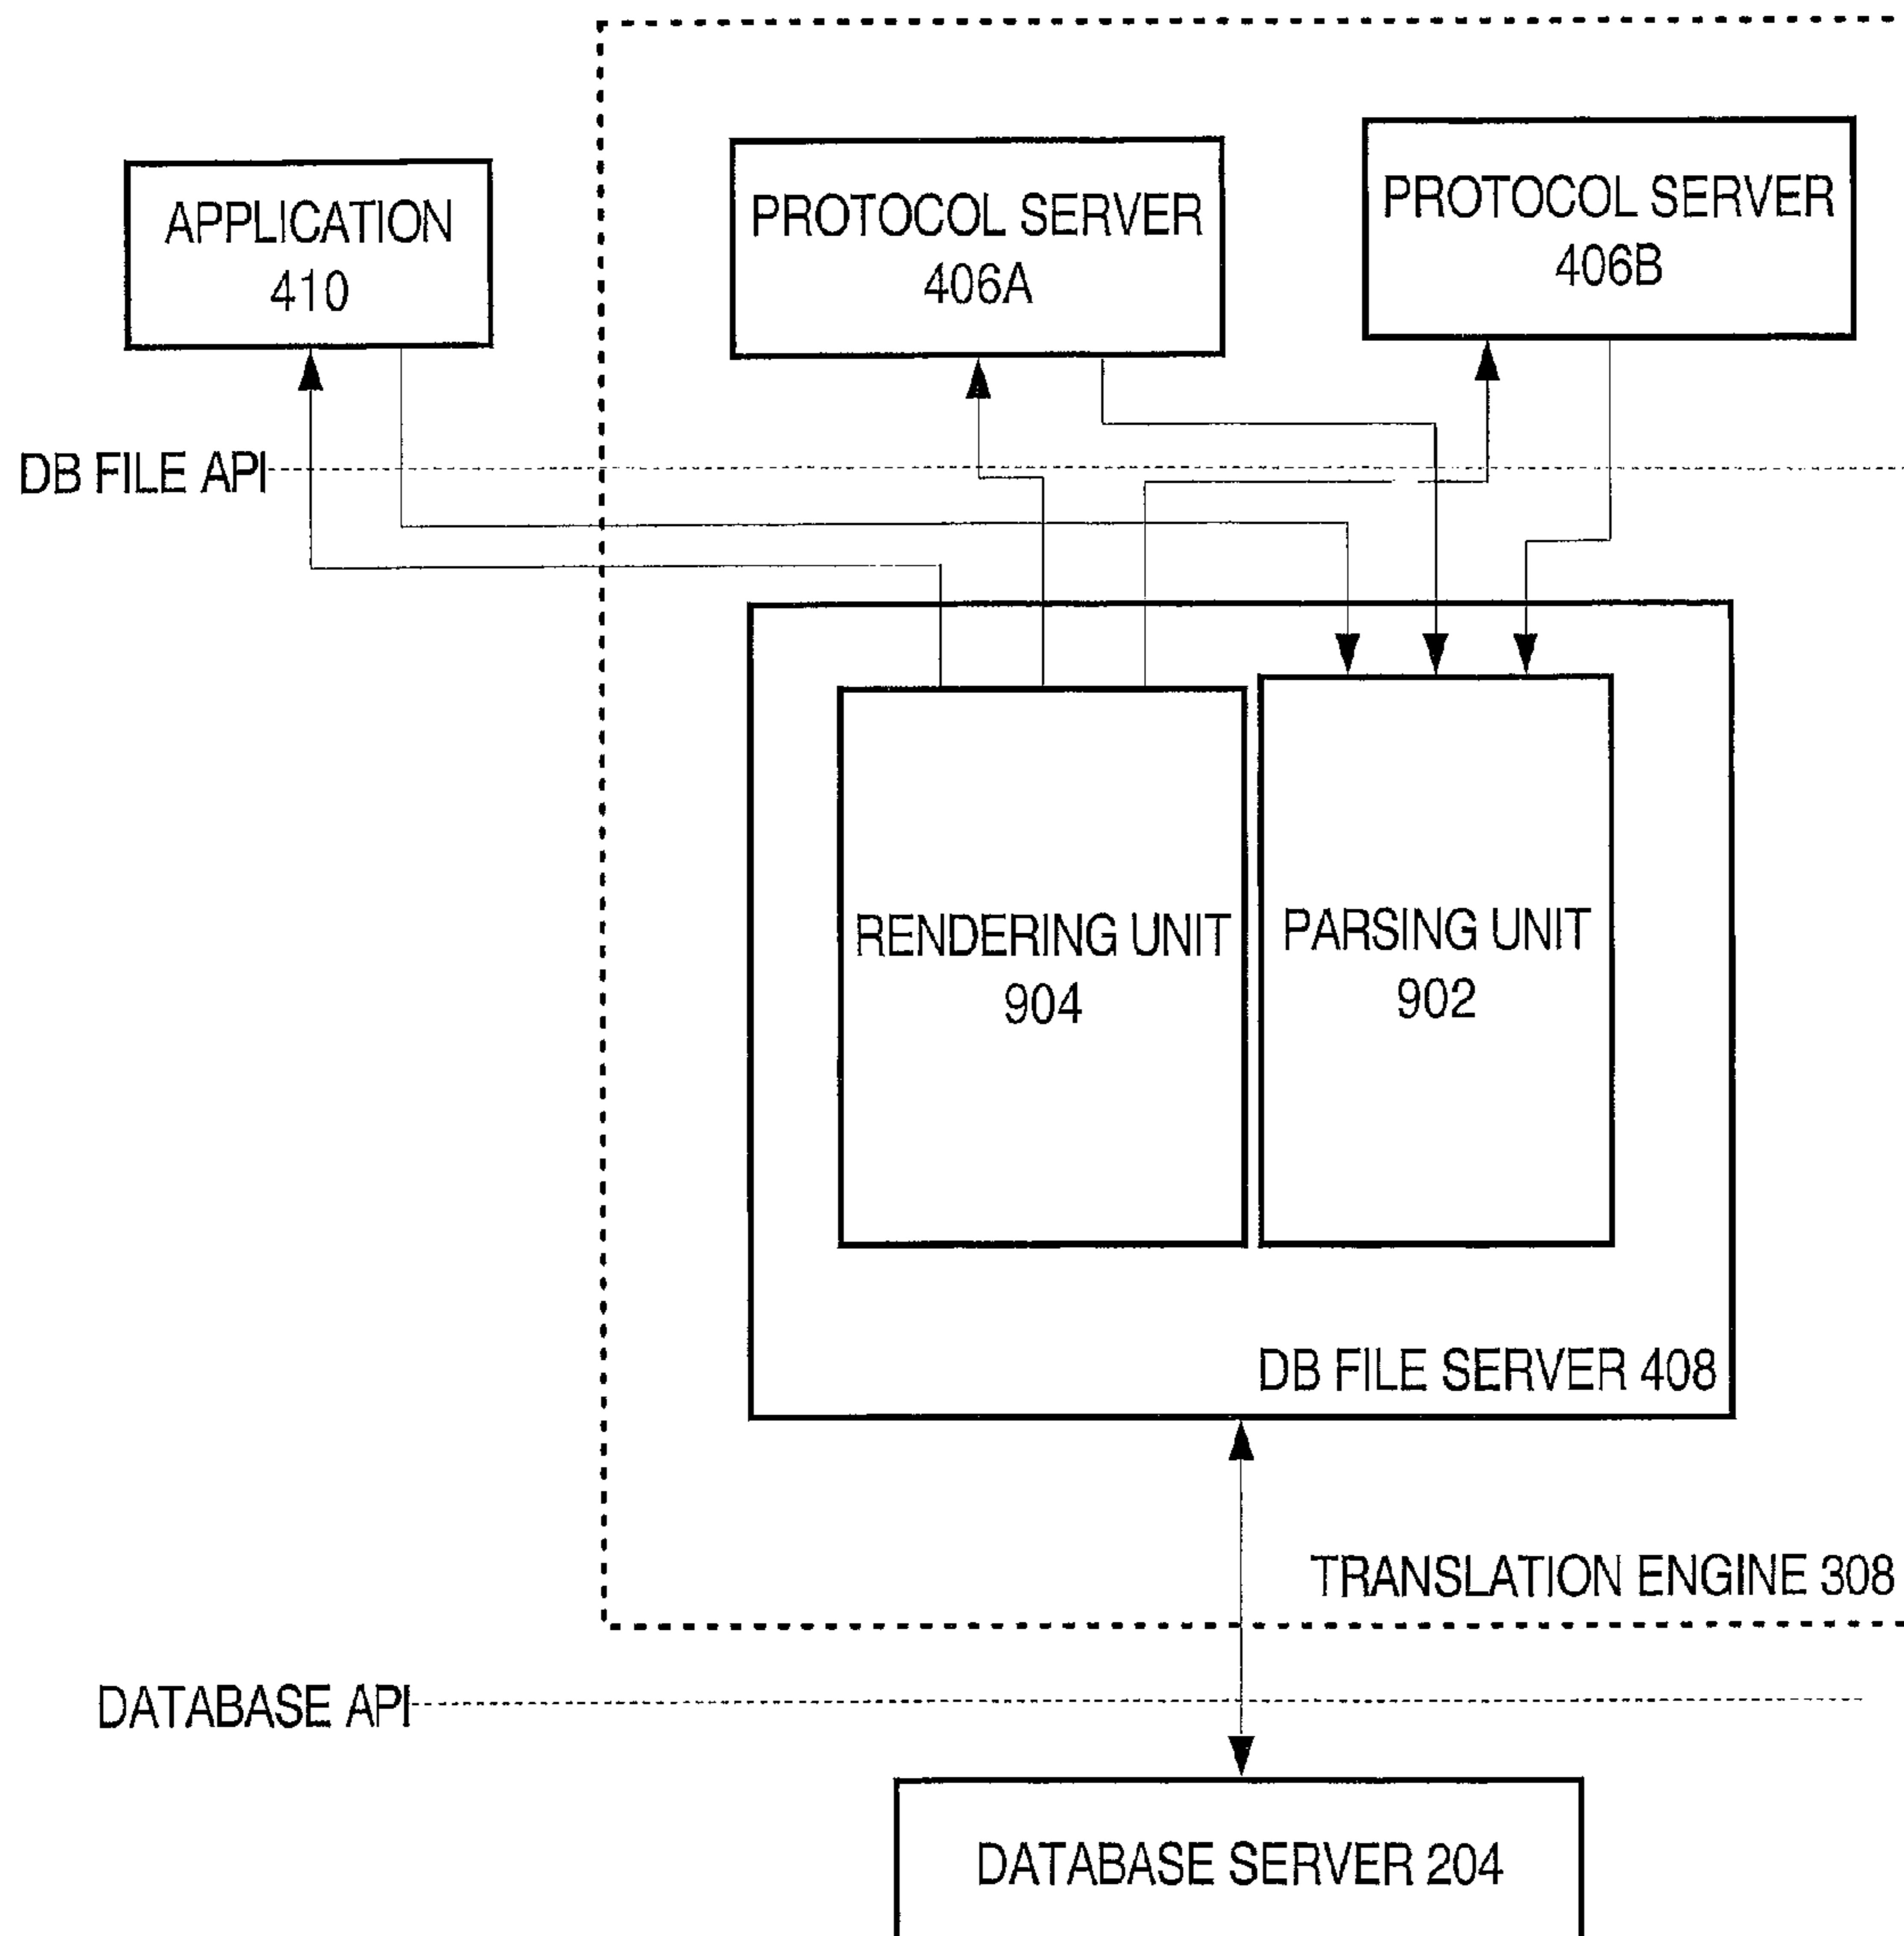 APPLICATION
410
PROTOCOL SERVER
406A
PROTOCOL SERVER
406B
DB FILE API
RENDERING UNIT
904
PARSING UNIT
902
DB FILE SERVER 408
TRANSLATION ENGINE 308
DATABASE API
DATABASE SERVER 204